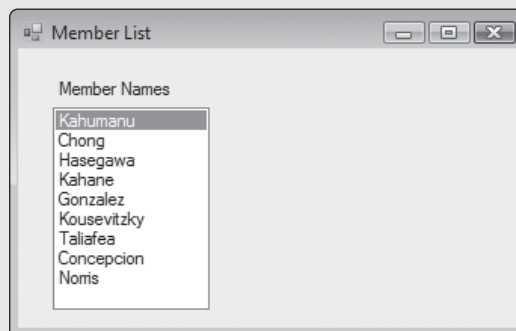 Member List
Member Names
Kahumanu
Chong
Hasegawa
Kahane
Gonzalez
Kousevitzky
Taliafea
Concepcion
Norris